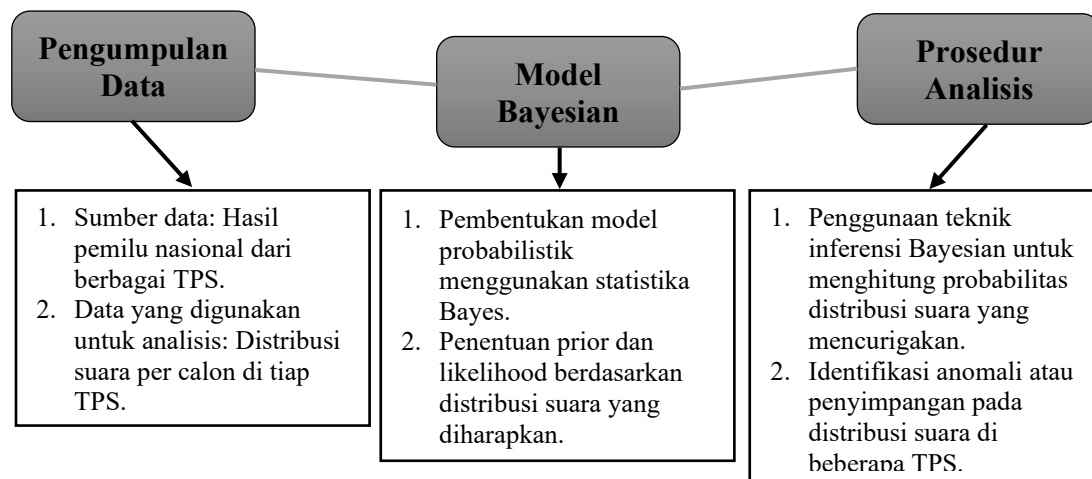 Pengumpulan
Data
Model
Bayesian
Prosedur
Analisis
1. Sumber data: Hasil
pemilu nasional dari
berbagai TPS.
2. Data yang digunakan
untuk analisis: Distribusi
suara per calon di tiap
TPS.
1. Pembentukan model
probabilistik
menggunakan statistika
Bayes.
2. Penentuan prior dan
likelihood berdasarkan
distribusi suara yang
diharapkan.
1. Penggunaan teknik
inferensi Bayesian untuk
menghitung probabilitas
distribusi suara yang
mencurigakan.
2. Identifikasi anomali atau
penyimpangan pada
distribusi suara di
beberapa TPS.